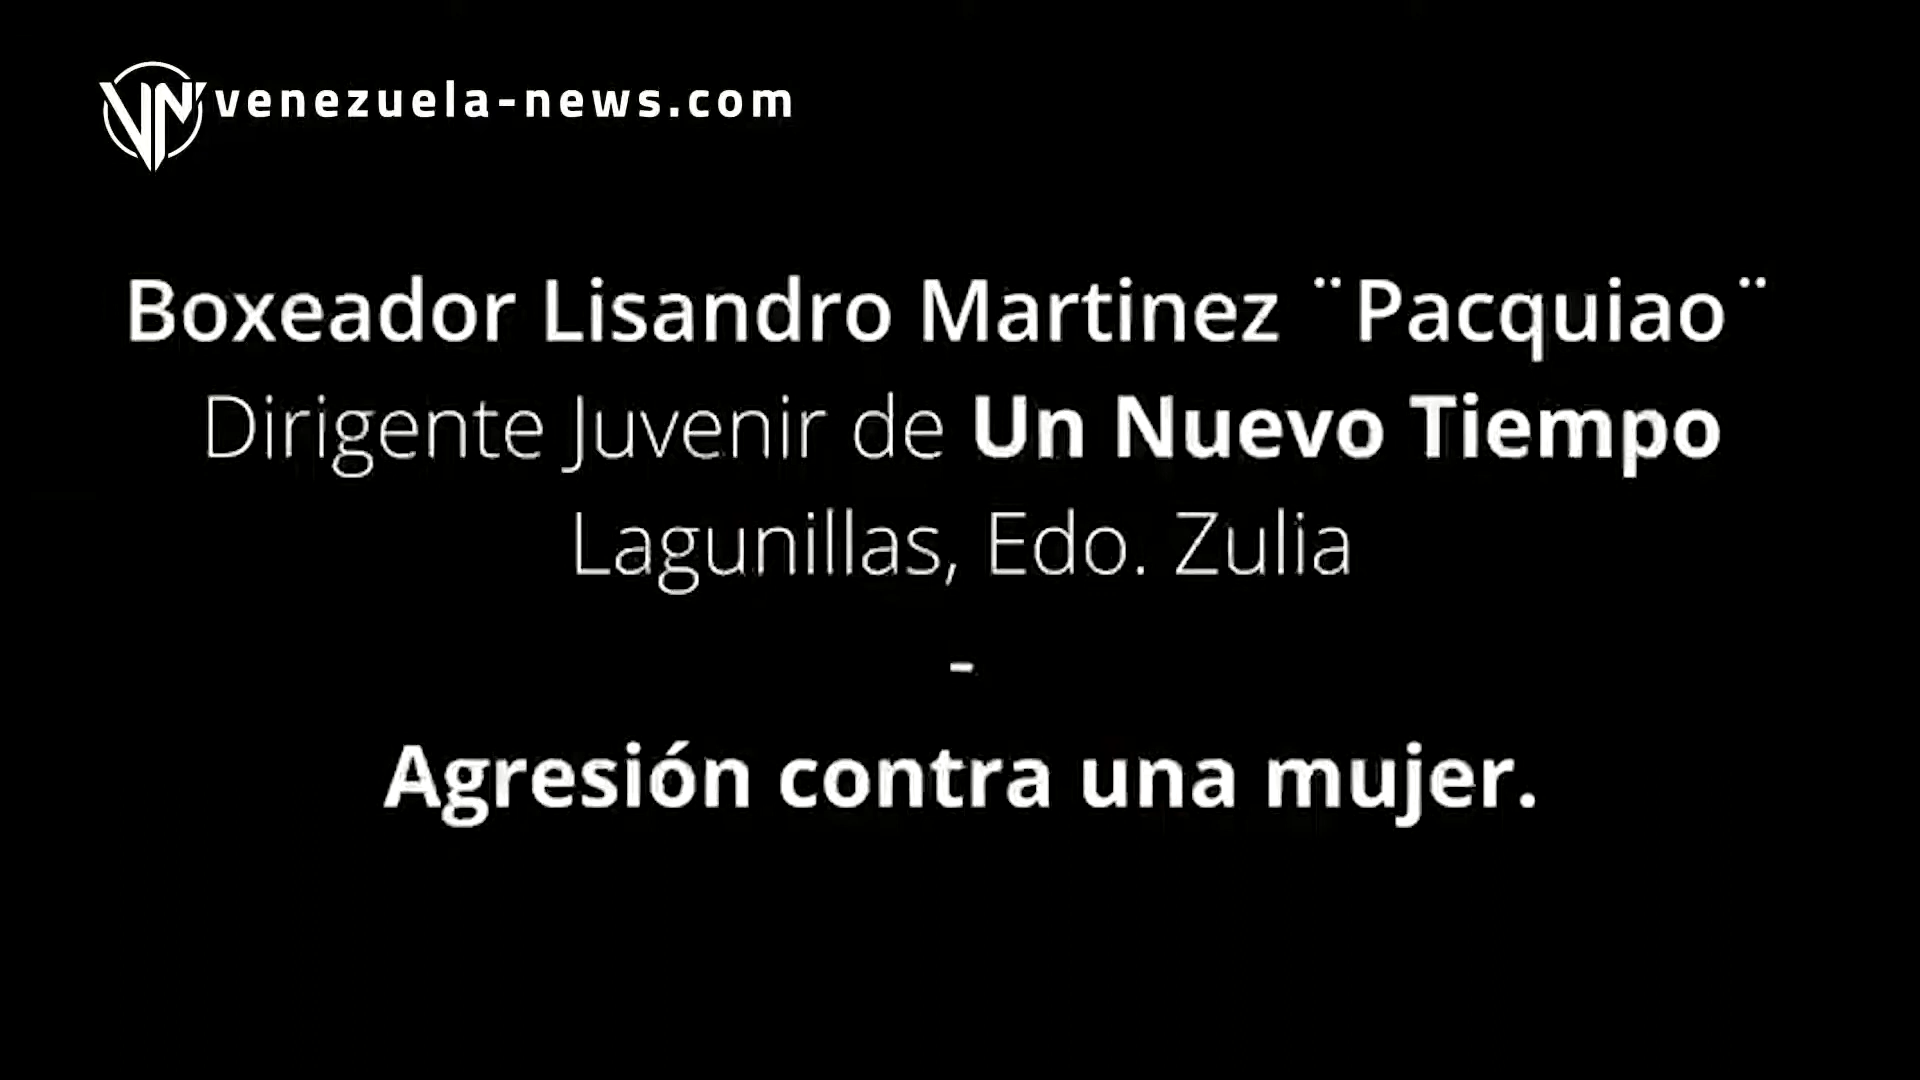 VN venezuela-news.com
Boxeador Lisandro Martinez ¨Pacquiao¨
Dirigente Juvenir de Un Nuevo Tiempo
Lagunillas, Edo. Zulia
-
Agresión contra una mujer.